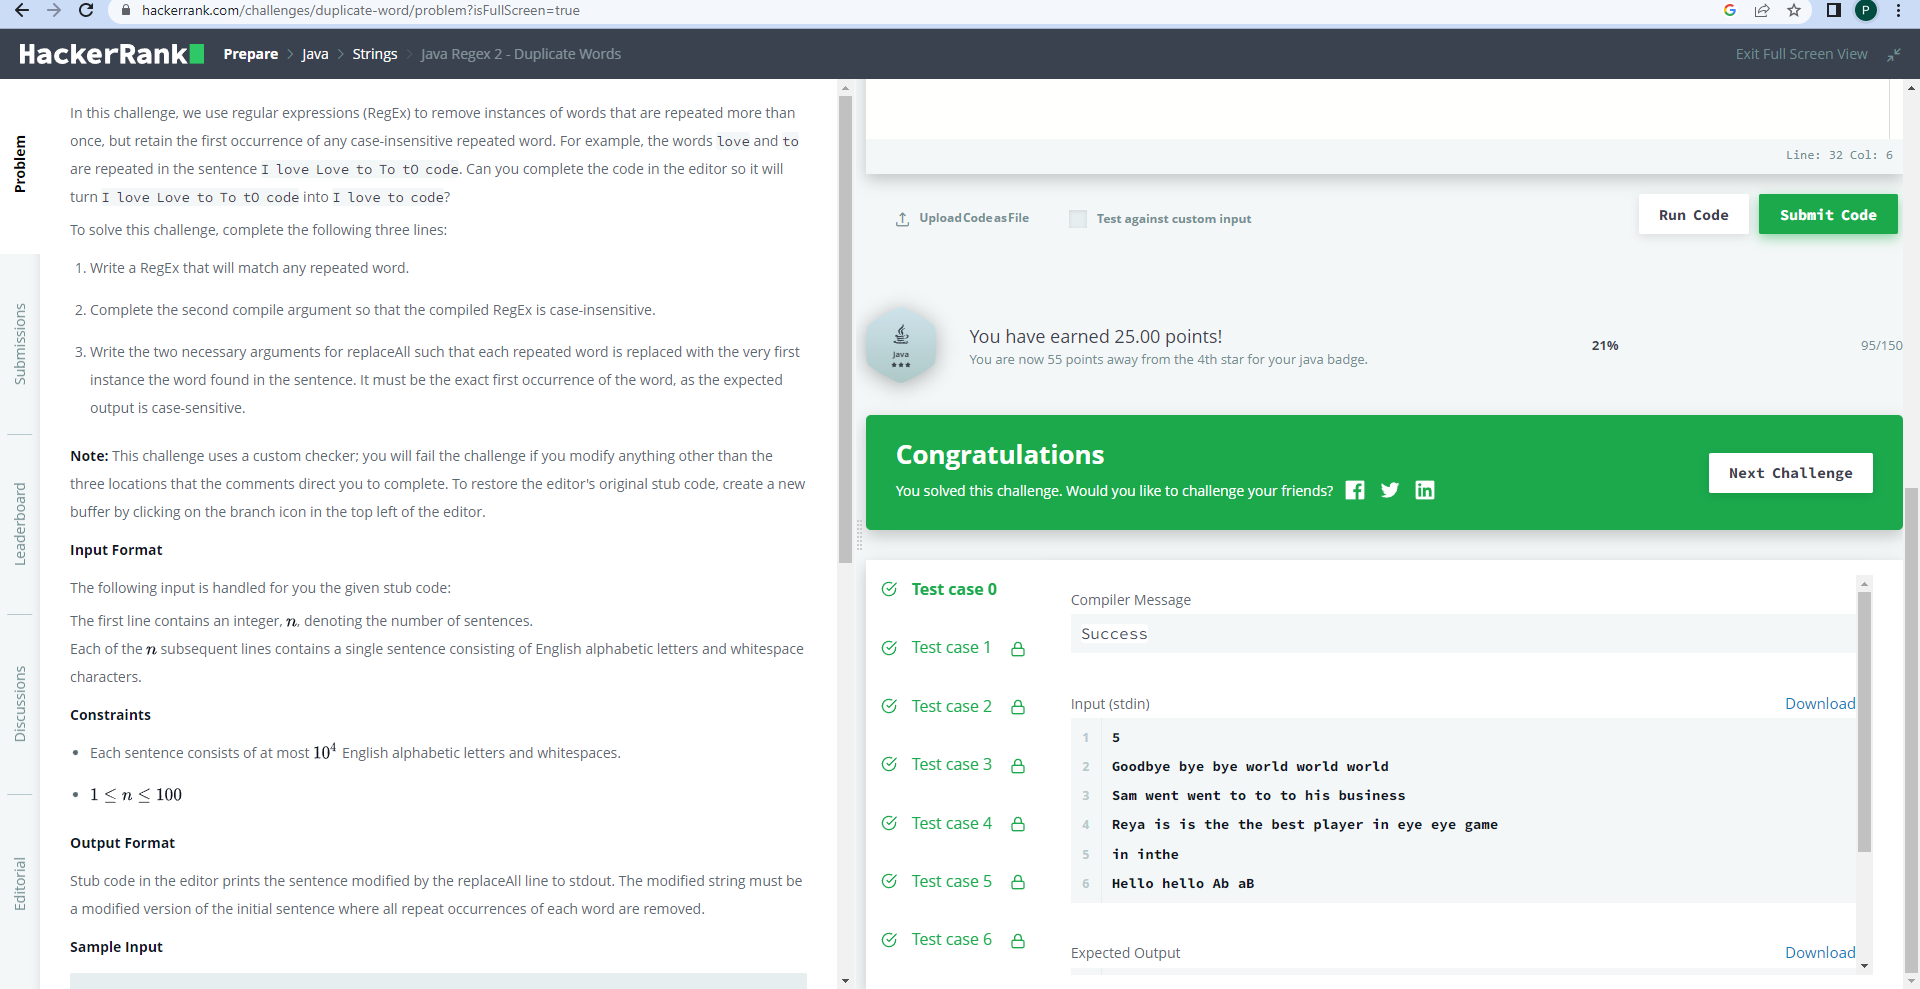 hackerrank.com/challenges/duplicate-word/problem?isFullScreen=true
P
HackerRank
Prepare > Java > Strings > Java Regex 2 - Duplicate Words
Exit Full Screen View
Problem
Submissions
Leaderboard
Discussions
Editorial
In this challenge, we use regular expressions (RegEx) to remove instances of words that are repeated more than
once, but retain the first occurrence of any case-insensitive repeated word. For example, the words love and to
are repeated in the sentence I love Love to To tO code. Can you complete the code in the editor so it will
turn I love Love to To tO code into I love to code?
To solve this challenge, complete the following three lines:
1. Write a RegEx that will match any repeated word.
2. Complete the second compile argument so that the compiled RegEx is case-insensitive.
3. Write the two necessary arguments for replaceAll such that each repeated word is replaced with the very first
instance the word found in the sentence. It must be the exact first occurrence of the word, as the expected
output is case-sensitive.
Note: This challenge uses a custom checker; you will fail the challenge if you modify anything other than the
three locations that the comments direct you to complete. To restore the editor's original stub code, create a new
buffer by clicking on the branch icon in the top left of the editor.
Input Format
The following input is handled for you the given stub code:
The first line contains an integer, n, denoting the number of sentences.
Each of the n subsequent lines contains a single sentence consisting of English alphabetic letters and whitespace
characters.
Constraints
• Each sentence consists of at most 10⁴ English alphabetic letters and whitespaces.
• 1 ≤ n ≤ 100
Output Format
Stub code in the editor prints the sentence modified by the replaceAll line to stdout. The modified string must be
a modified version of the initial sentence where all repeat occurrences of each word are removed.
Sample Input
Line: 32 Col: 6
Upload Code as File
Test against custom input
Run Code
Submit Code
Java
You have earned 25.00 points!
You are now 55 points away from the 4th star for your java badge.
21%
95/150
Congratulations
You solved this challenge. Would you like to challenge your friends?
Next Challenge
Test case 0
Test case 1
Test case 2
Test case 3
Test case 4
Test case 5
Test case 6
Compiler Message
Success
Input (stdin)
Download
1 5
2 Goodbye bye bye world world world
3 Sam went went to to to his business
4 Reya is is the the best player in eye eye game
5 in inthe
6 Hello hello Ab aB
Expected Output
Download